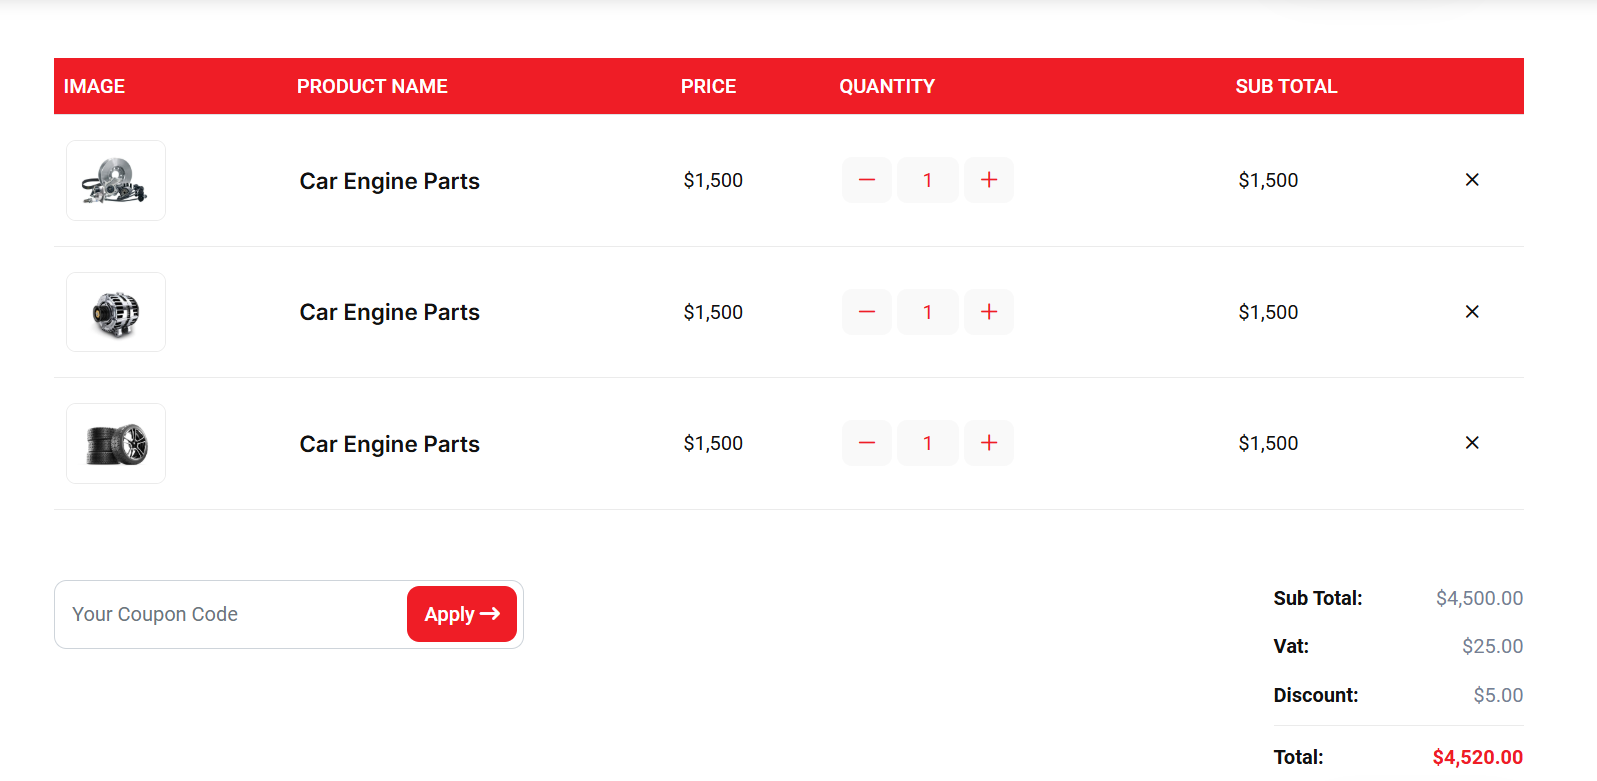 IMAGE PRODUCT NAME PRICE QUANTITY SUB TOTAL
Car Engine Parts $1,500 — 1 + $1,500 ×
Car Engine Parts $1,500 — 1 + $1,500 ×
Car Engine Parts $1,500 — 1 + $1,500 ×
Your Coupon Code Apply →
Sub Total: $4,500.00
Vat: $25.00
Discount: $5.00
Total: $4,520.00